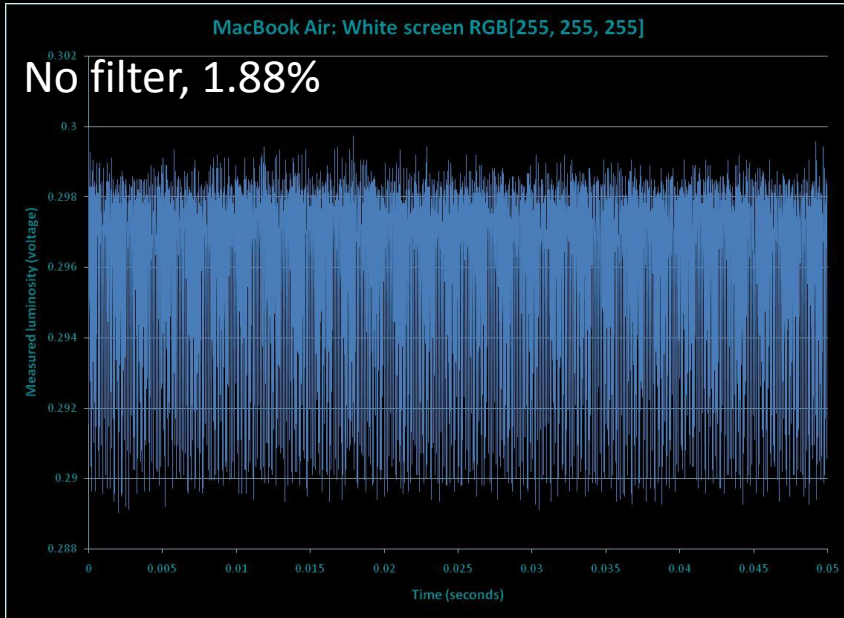 MacBook Air: White screen RGB[255, 255, 255]
No filter, 1.88%
0.302
0.3
0.298
0.296
0.294
0.292
0.29
0.288
Measured luminosity (voltage)
0 0.005 0.01 0.015 0.02 0.025 0.03 0.035 0.04 0.045 0.05
Time (seconds)